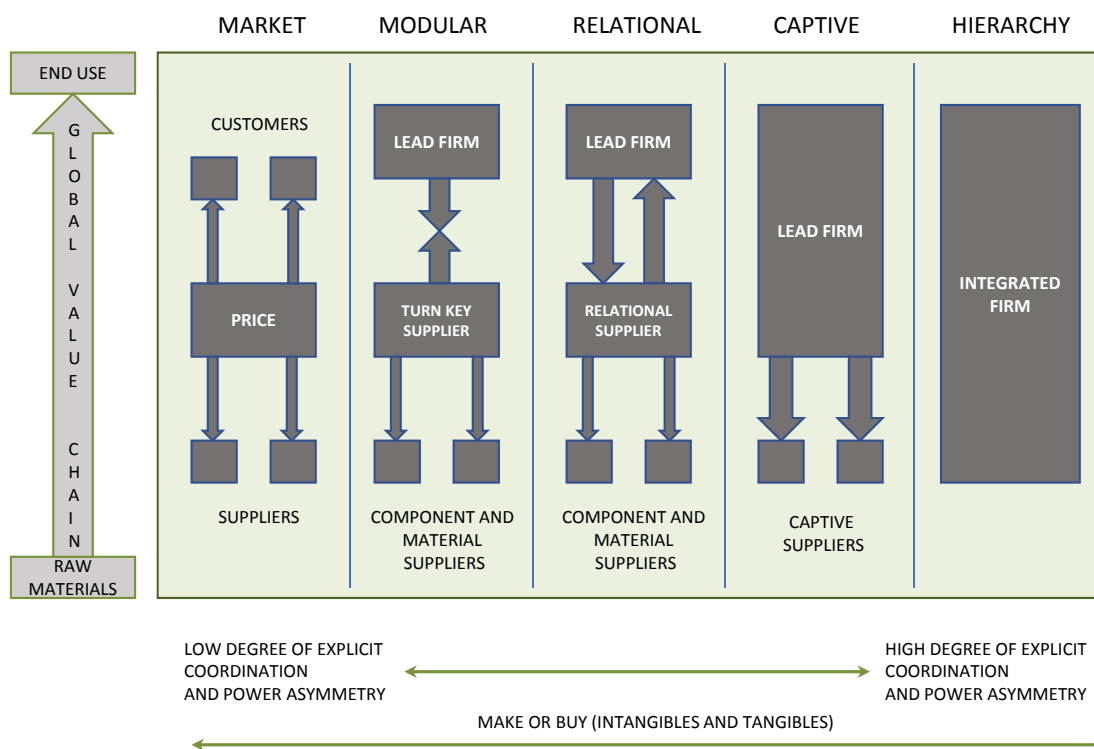 MARKET
MODULAR
RELATIONAL
CAPTIVE
HIERARCHY
END USE
GLOBAL VALUE CHAIN
RAW
MATERIALS
CUSTOMERS
PRICE
SUPPLIERS
LEAD FIRM
TURN KEY
SUPPLIER
COMPONENT AND
MATERIAL
SUPPLIERS
LEAD FIRM
RELATIONAL
SUPPLIER
COMPONENT AND
MATERIAL
SUPPLIERS
LEAD FIRM
CAPTIVE
SUPPLIERS
INTEGRATED
FIRM
LOW DEGREE OF EXPLICIT
COORDINATION
AND POWER ASYMMETRY
HIGH DEGREE OF EXPLICIT
COORDINATION
AND POWER ASYMMETRY
MAKE OR BUY (INTANGIBLES AND TANGIBLES)